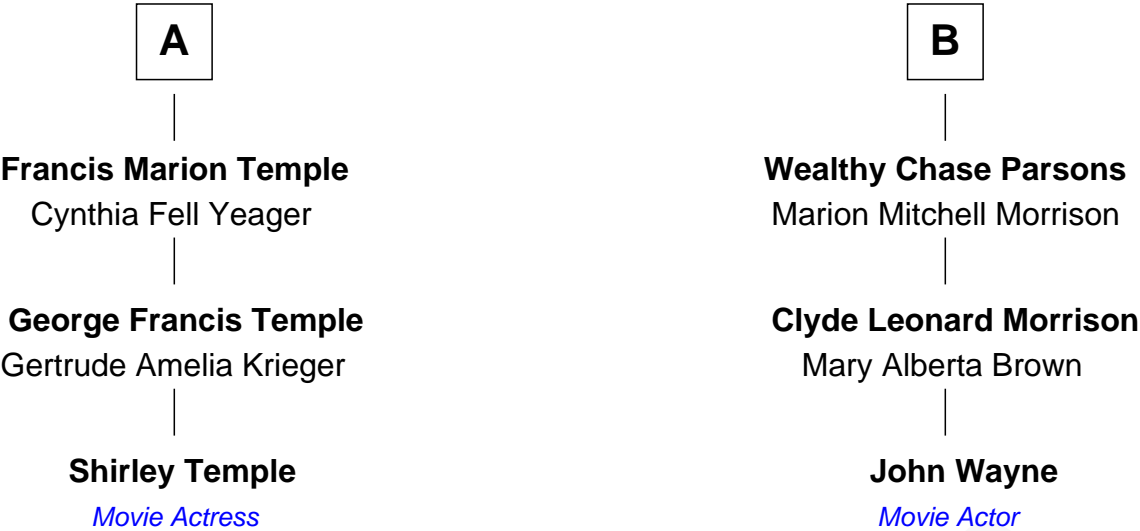 A
B
Francis Marion Temple
Cynthia Fell Yeager
Wealthy Chase Parsons
Marion Mitchell Morrison
George Francis Temple
Gertrude Amelia Krieger
Clyde Leonard Morrison
Mary Alberta Brown
Shirley Temple
Movie Actress
John Wayne
Movie Actor